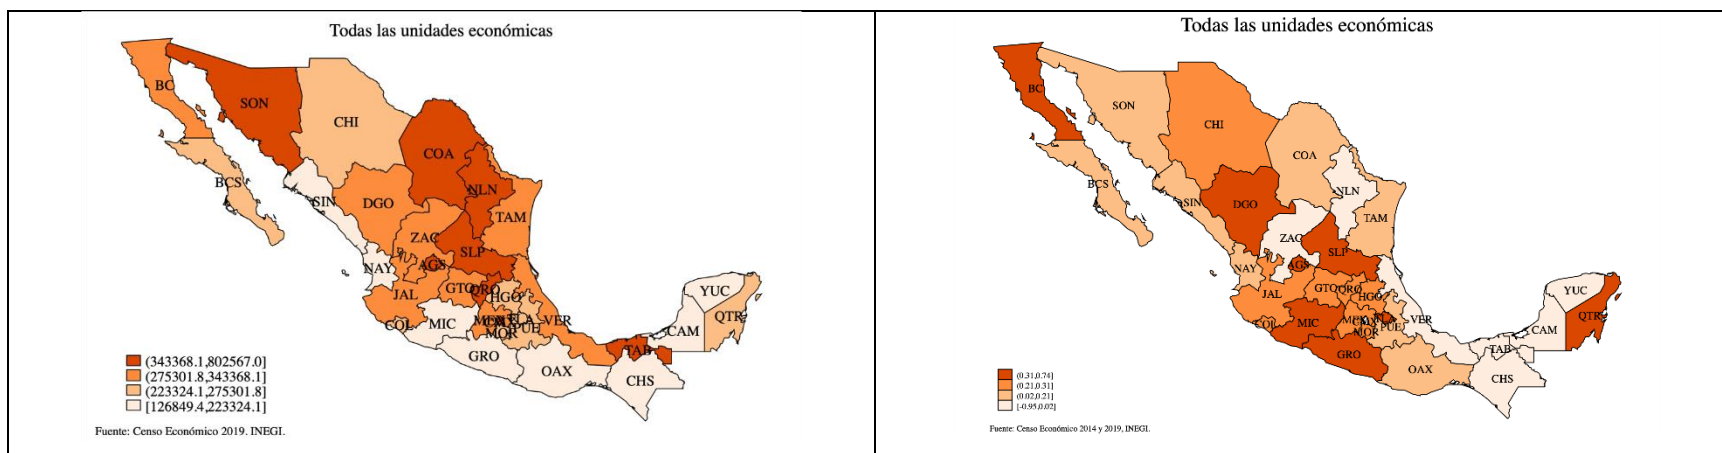 Todas las unidades económicas
BC
SON
CHI
COA
BCS
SIN
DGO
NLN
TAM
ZAC
SLP
NAY
AGS
JAL
GTO
QRO
HGO
COL
MIC
MOR
PUE
VER
GRO
OAX
TAB
CHS
CAM
YUC
QTR
(343368.1,802567.0]
(275301.8,343368.1]
(223324.1,275301.8]
[126849.4,223324.1]
Fuente: Censo Económico 2019. INEGI.
Todas las unidades económicas
BC
SON
CHI
COA
BCS
SIN
DGO
NLN
TAM
ZAC
SLP
NAY
AGS
JAL
GTO
QRO
HGO
COL
MIC
MEX
MOR
PUE
VER
GRO
OAX
TAB
CHS
CAM
YUC
QTR
(0.31,0.74]
(0.21,0.31]
(0.02,0.21]
[-0.95,0.02]
Fuente: Censo Económico 2014 y 2019, INEGI.